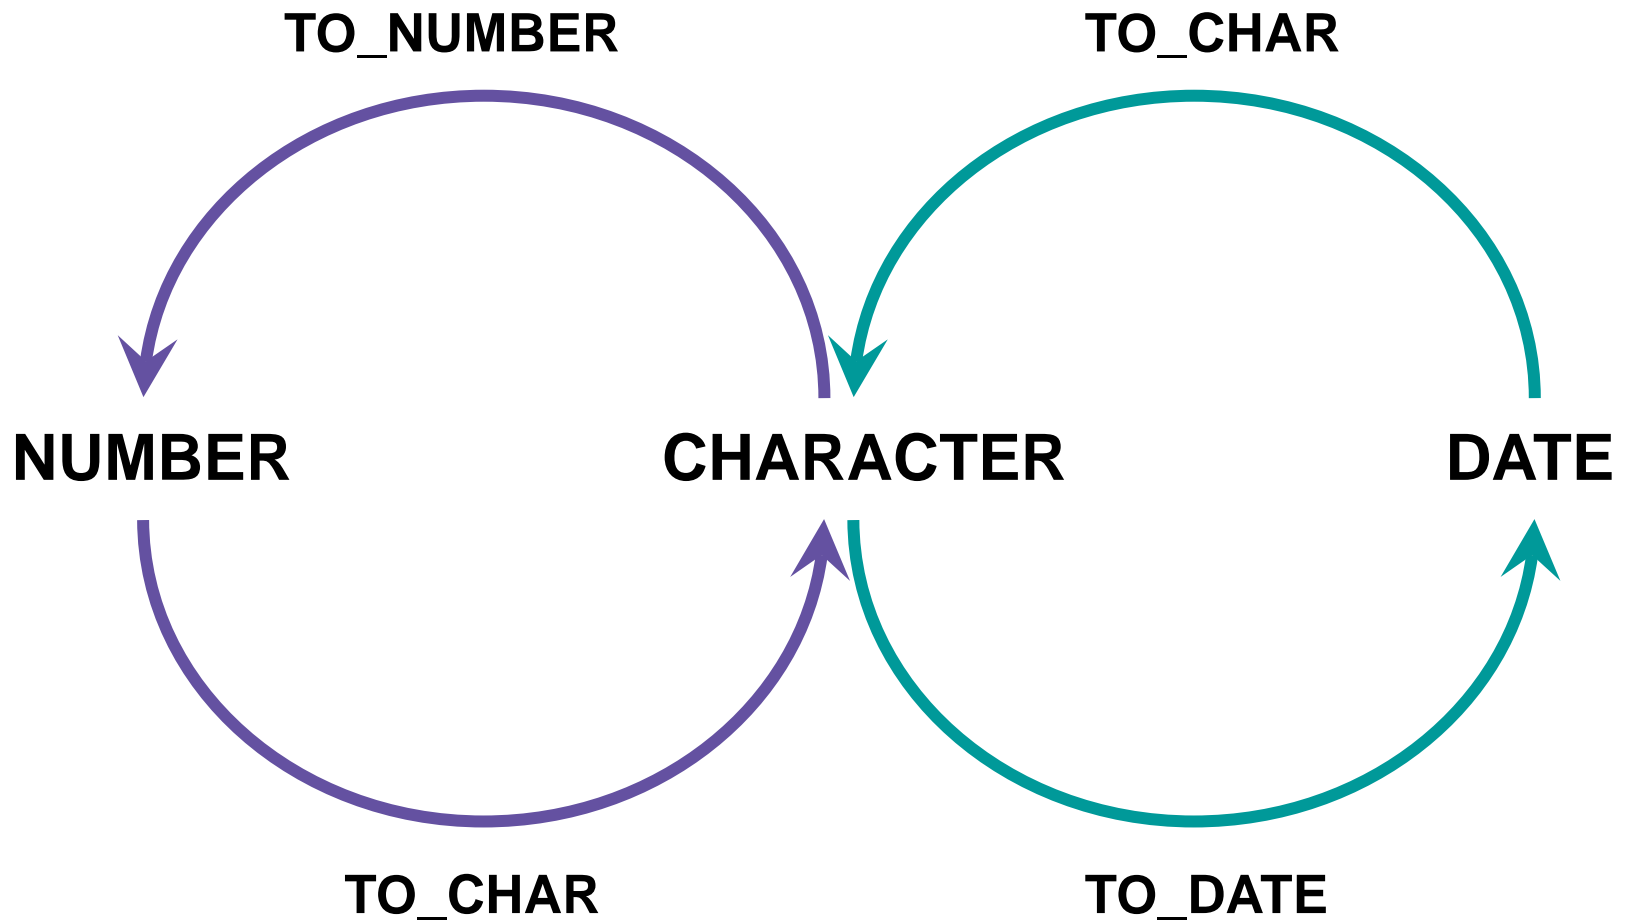 TO_NUMBER
TO_CHAR
NUMBER
CHARACTER
DATE
TO_CHAR
TO_DATE